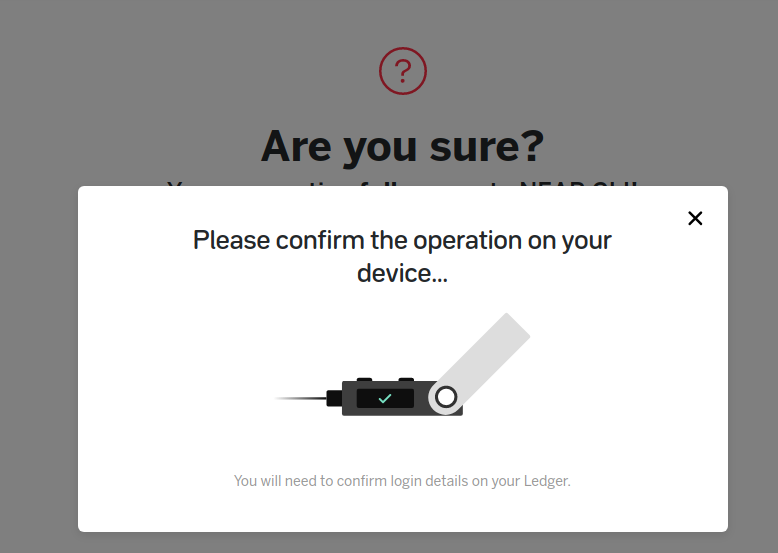 ?
Are you sure?
Please confirm the operation on your
device...
You will need to confirm login details on your Ledger.